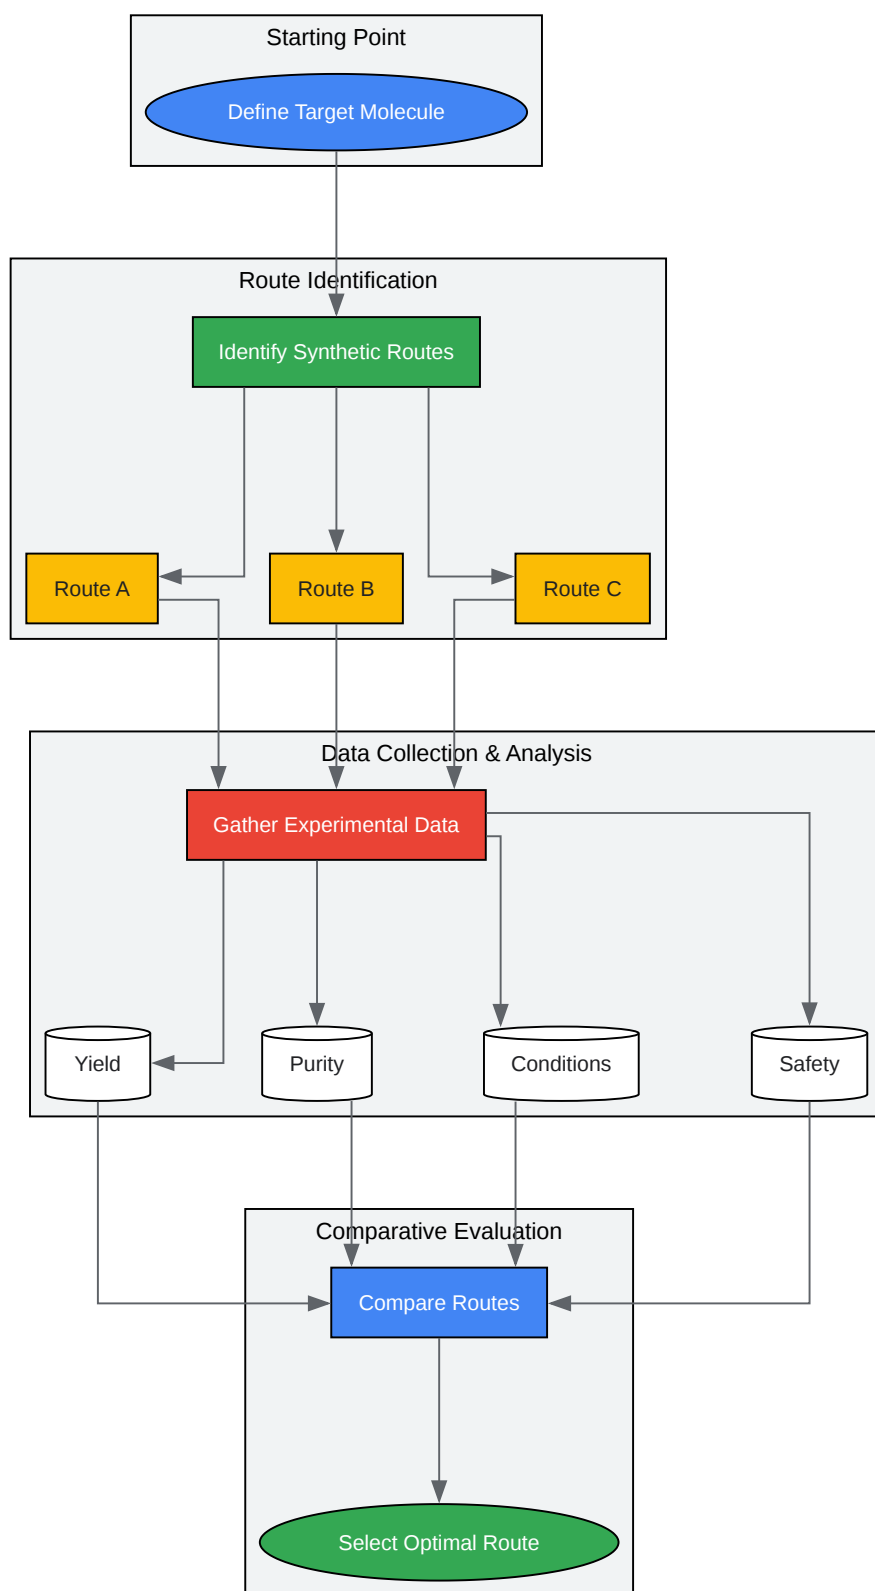 Starting Point
Define Target Molecule
Route Identification
Identify Synthetic Routes
Route A
Route B
Route C
Data Collection & Analysis
Gather Experimental Data
Yield
Purity
Conditions
Safety
Comparative Evaluation
Compare Routes
Select Optimal Route